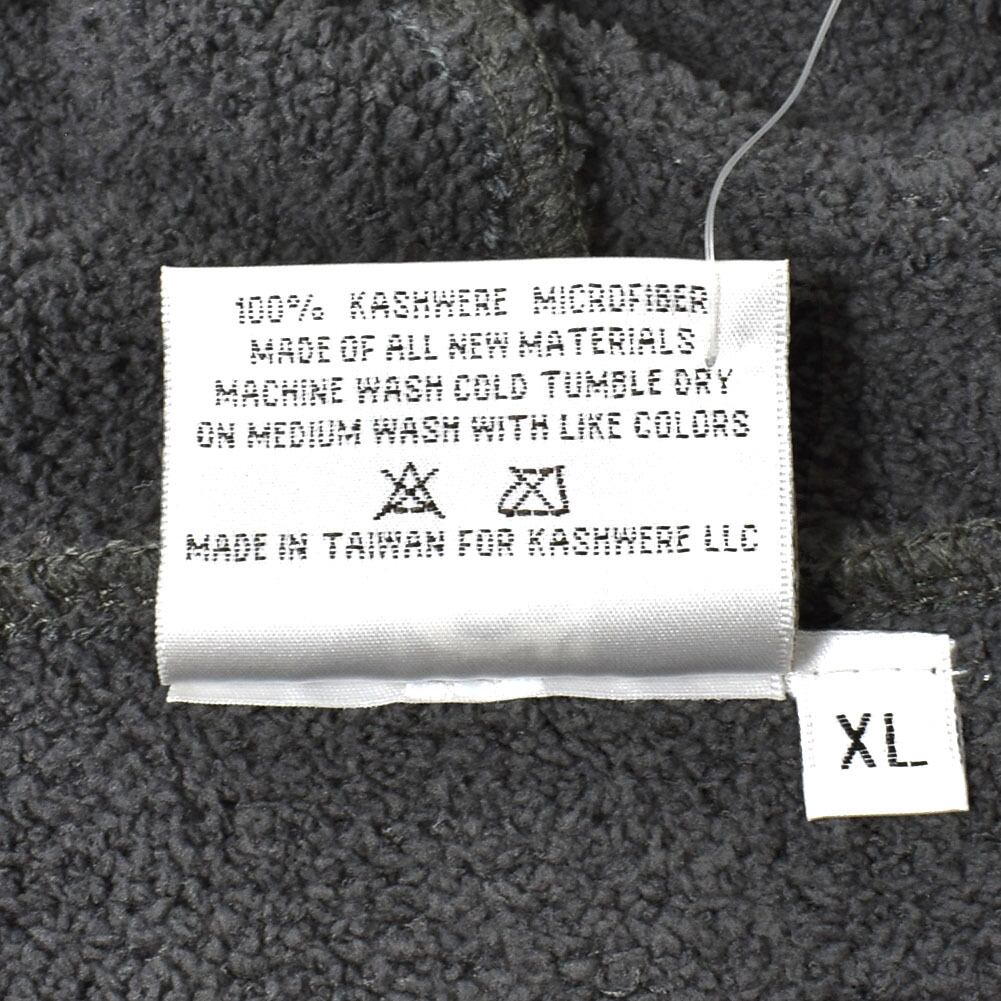 100% KASHWERE MICROFIBER
MADE OF ALL NEW MATERIALS
MACHINE WASH COLD TUMBLE DRY
ON MEDIUM WASH WITH LIKE COLORS
MADE IN TAIWAN FOR KASHWERE LLC
XL